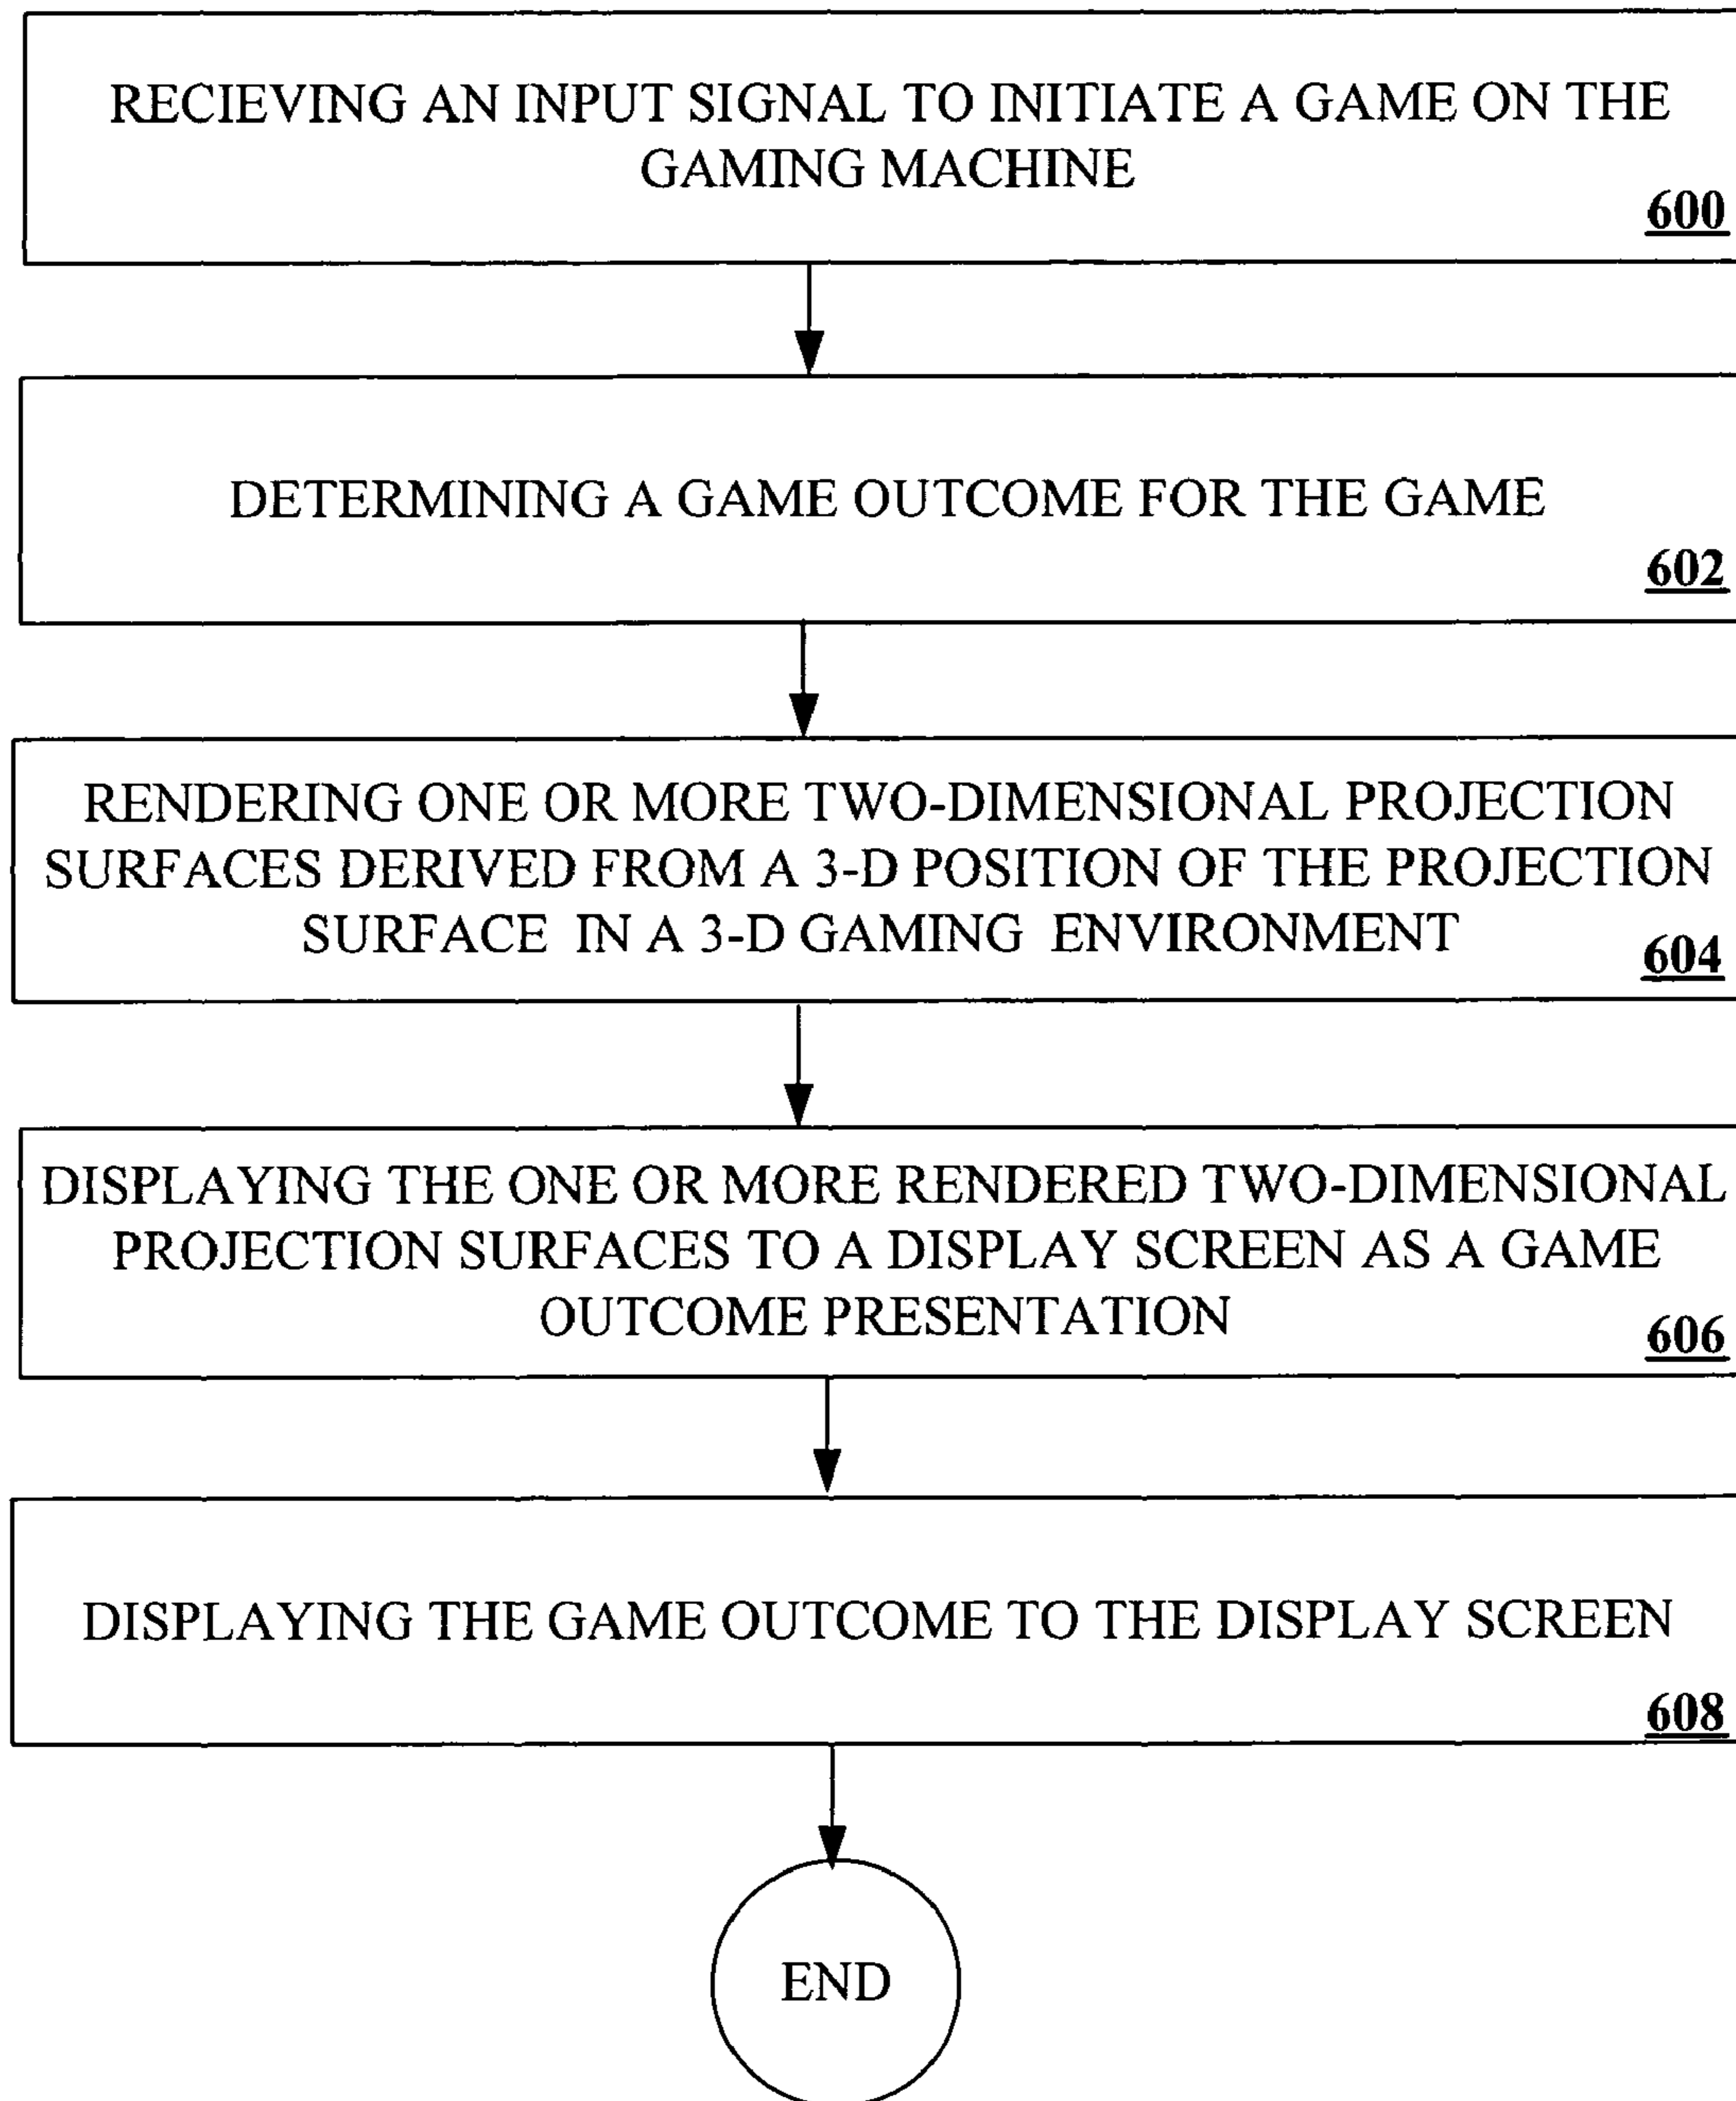 RECIEVING AN INPUT SIGNAL TO INITIATE A GAME ON THE
GAMING MACHINE
600
DETERMINING A GAME OUTCOME FOR THE GAME
602
RENDERING ONE OR MORE TWO-DIMENSIONAL PROJECTION
SURFACES DERIVED FROM A 3-D POSITION OF THE PROJECTION
SURFACE IN A 3-D GAMING ENVIRONMENT
604
DISPLAYING THE ONE OR MORE RENDERED TWO-DIMENSIONAL
PROJECTION SURFACES TO A DISPLAY SCREEN AS A GAME
OUTCOME PRESENTATION
606
DISPLAYING THE GAME OUTCOME TO THE DISPLAY SCREEN
608
END